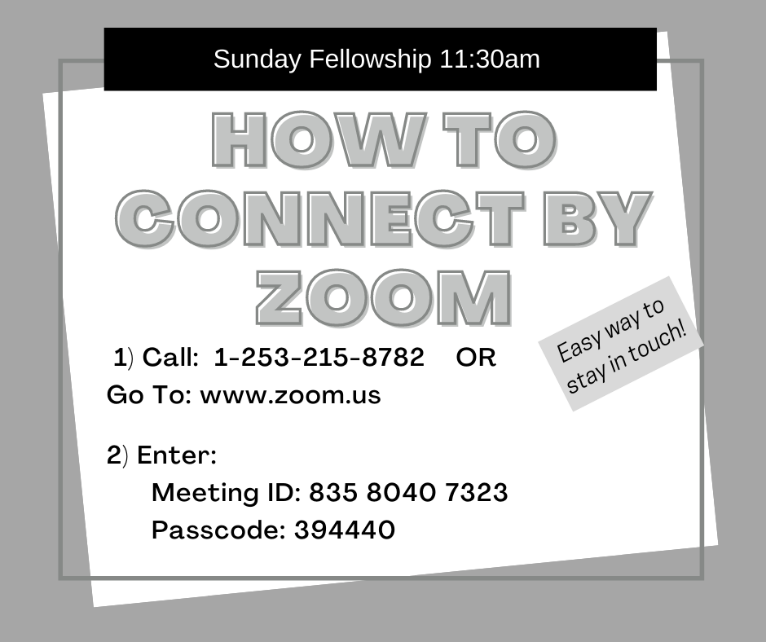 Sunday Fellowship 11:30am
HOW TO
CONNECT BY
ZOOM
1) Call: 1-253-215-8782 OR
Go To: www.zoom.us
Easy way to
stay in touch!
2) Enter:
Meeting ID: 835 8040 7323
Passcode: 394440